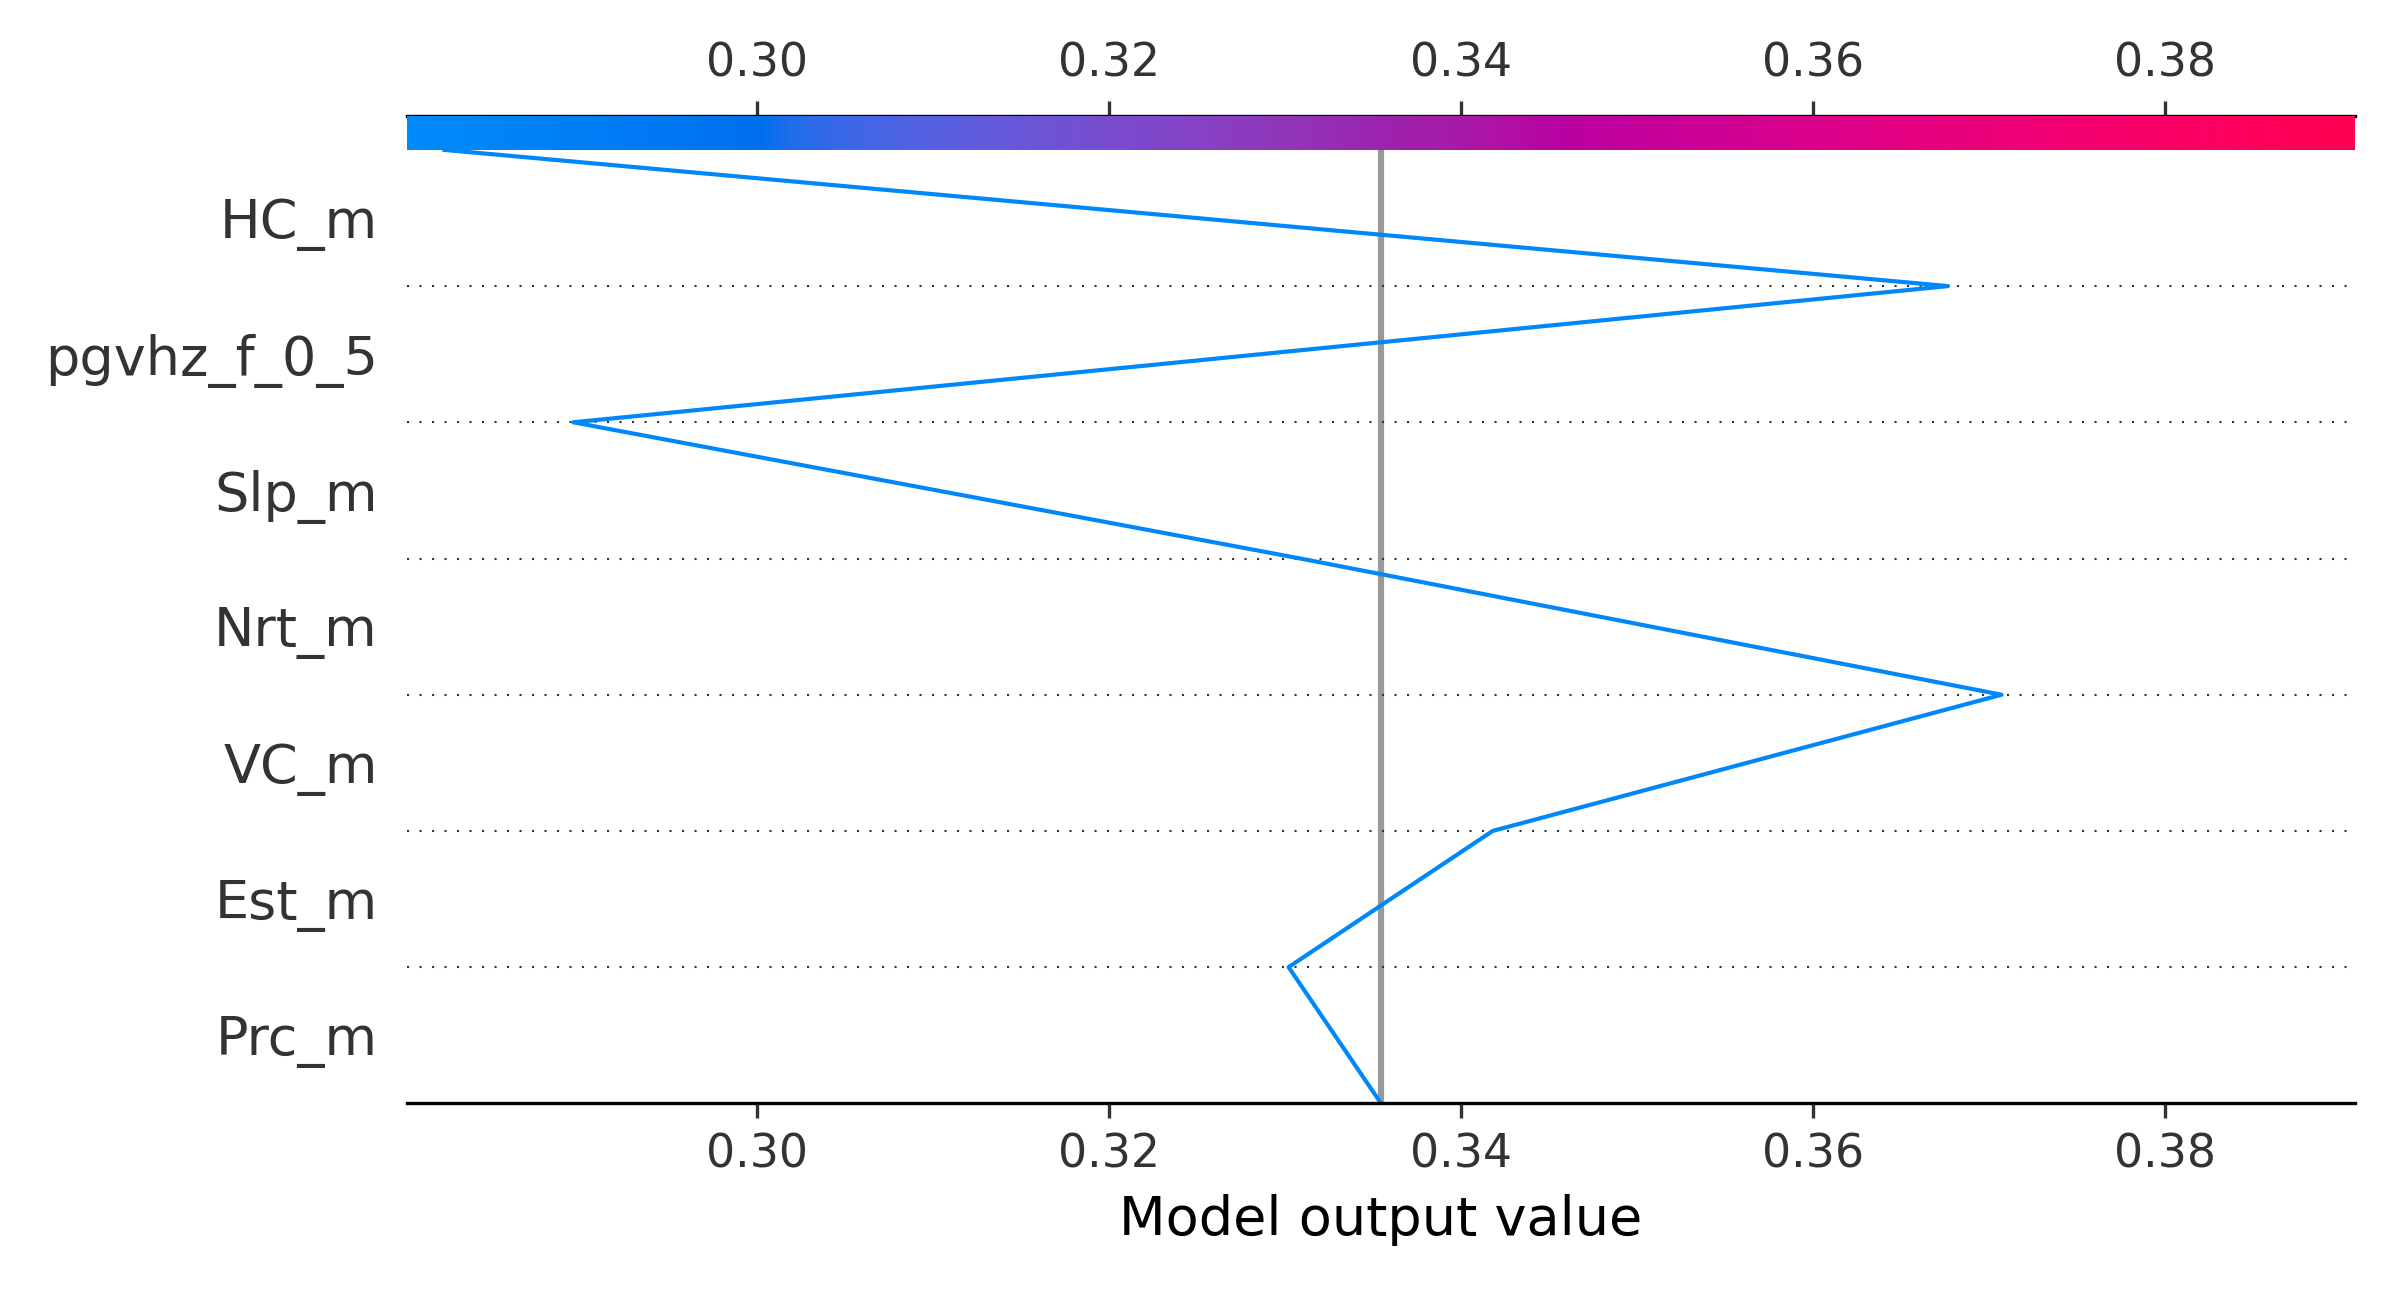 0.30 0.32 0.34 0.36 0.38
HC_m
pgvhz_f_0_5
Slp_m
Nrt_m
VC_m
Est_m
Prc_m
0.30 0.32 0.34 0.36 0.38
Model output value